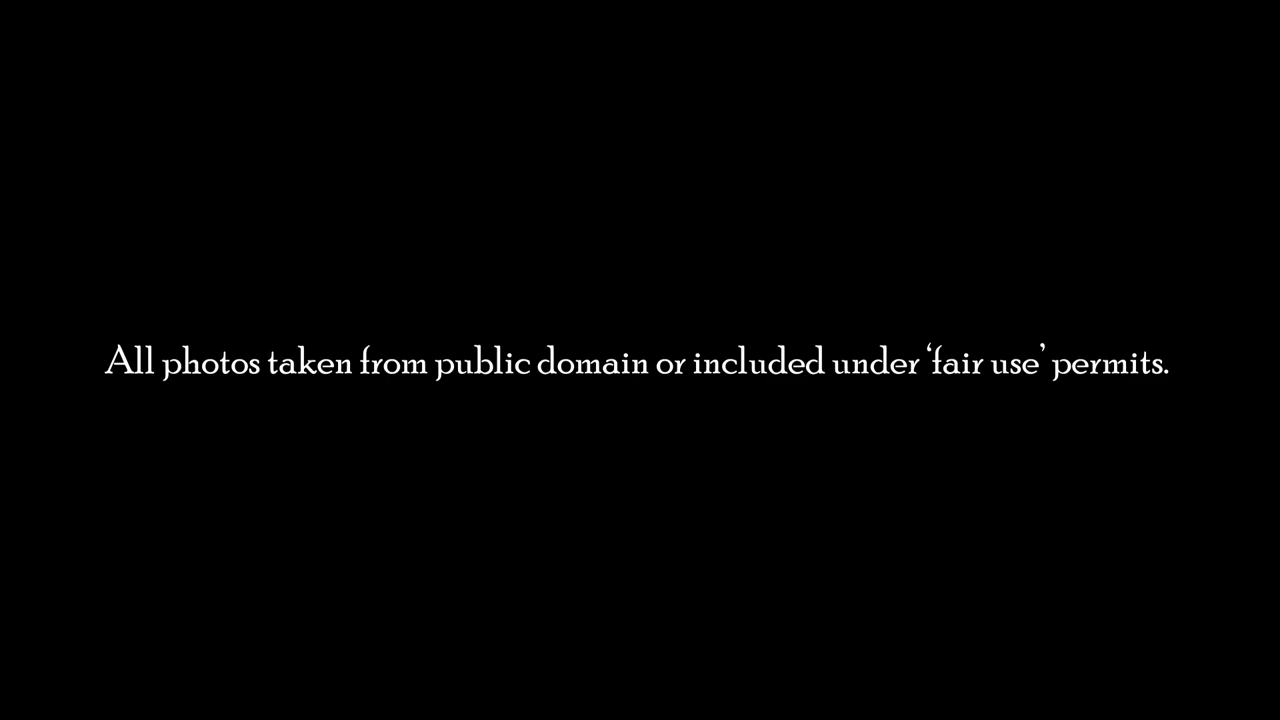 All photos taken from public domain or included under ‘fair use’ permits.